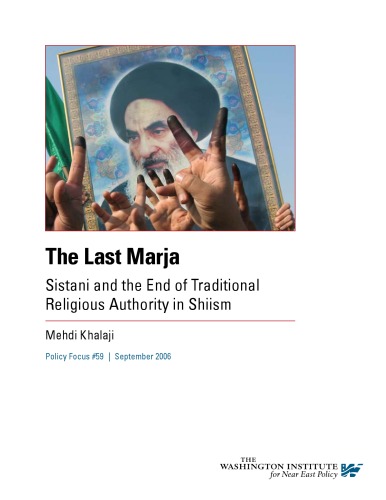 The Last Marja
Sistani and the End of Traditional
Religious Authority in Shiism
Mehdi Khalaji
Policy Focus #59 | September 2006
THE
WASHINGTON INSTITUTE
for Near East Policy